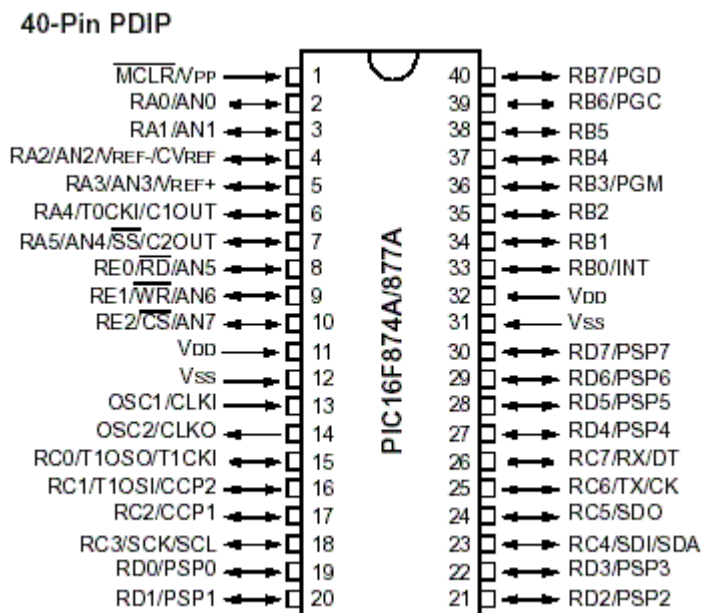 40-Pin PDIP
MCLR/VPP 1 40 RB7/PGD
RA0/AN0 2 39 RB6/PGC
RA1/AN1 3 38 RB5
RA2/AN2/VREF-/CVREF 4 37 RB4
RA3/AN3/VREF+ 5 36 RB3/PGM
RA4/T0CKI/C1OUT 6 35 RB2
RA5/AN4/SS/C2OUT 7 34 RB1
RE0/RD/AN5 8 33 RB0/INT
RE1/WR/AN6 9 32 VDD
RE2/CS/AN7 10 31 VSS
VDD 11 30 RD7/PSP7
VSS 12 29 RD6/PSP6
OSC1/CLKI 13 28 RD5/PSP5
OSC2/CLKO 14 27 RD4/PSP4
RC0/T1OSO/T1CKI 15 26 RC7/RX/DT
RC1/T1OSI/CCP2 16 25 RC6/TX/CK
RC2/CCP1 17 24 RC5/SDO
RC3/SCK/SCL 18 23 RC4/SDI/SDA
RD0/PSP0 19 22 RD3/PSP3
RD1/PSP1 20 21 RD2/PSP2
PIC16F874A/877A